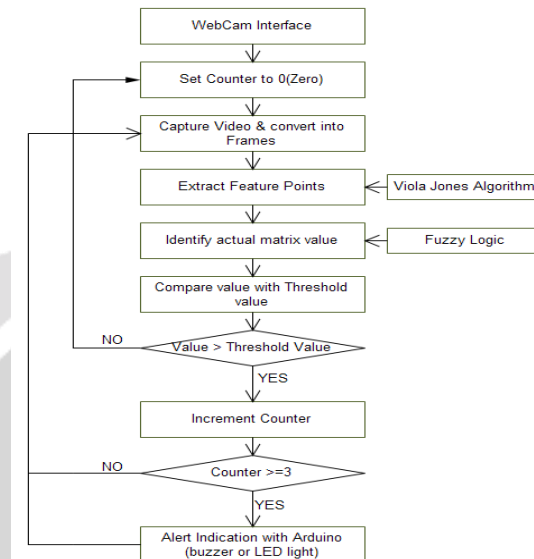 WebCam Interface
Set Counter to 0(Zero)
Capture Video & convert into
Frames
Extract Feature Points
Viola Jones Algorithm
Identify actual matrix value
Fuzzy Logic
Compare value with Threshold
value
NO
Value > Threshold Value
YES
Increment Counter
NO
Counter >=3
YES
Alert Indication with Arduino
(buzzer or LED light)